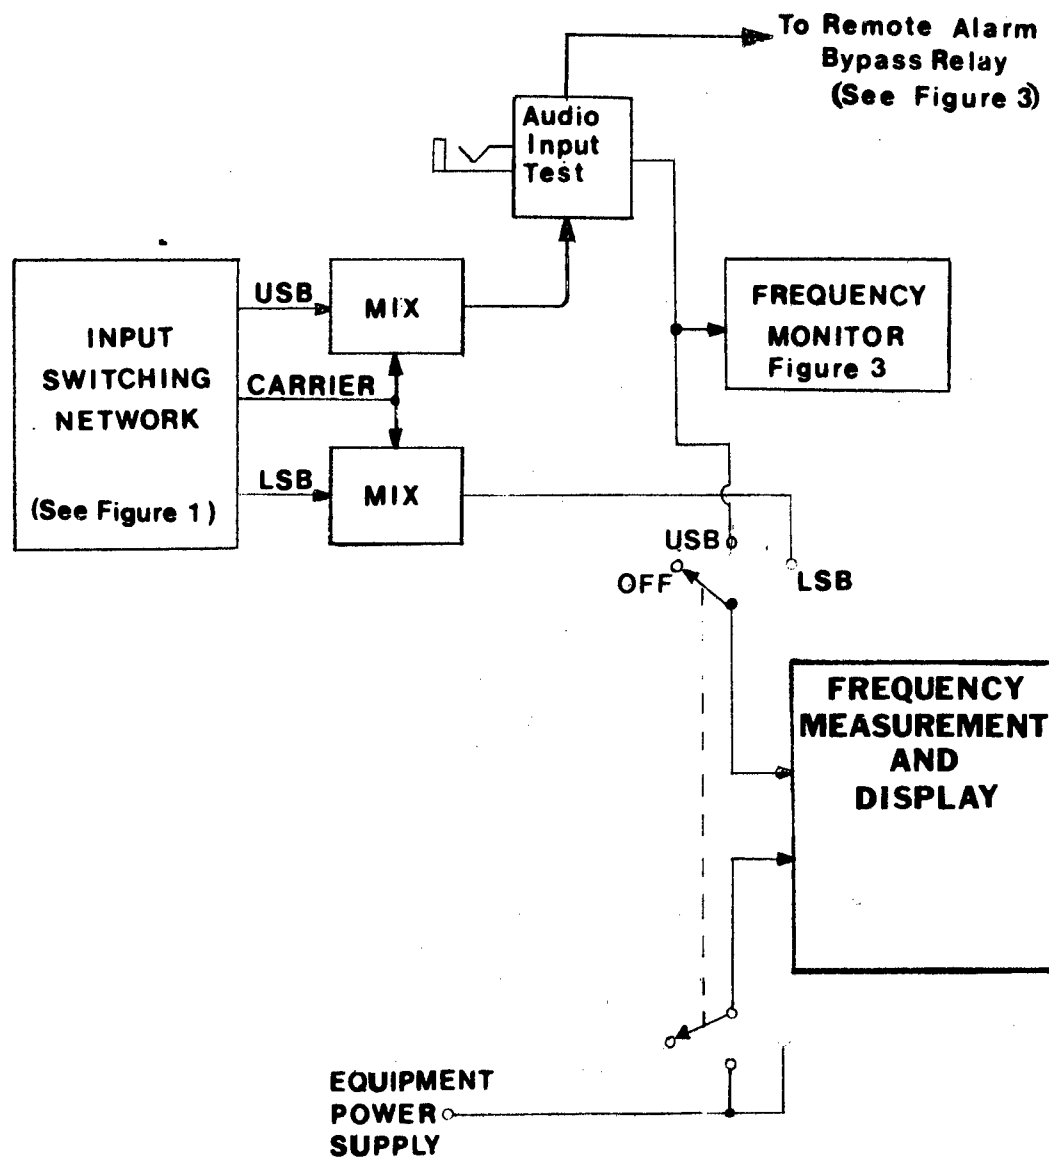 To Remote Alarm
Bypass Relay
(See Figure 3)
Audio
Input
Test
USB
MIX
INPUT
SWITCHING
NETWORK
(See Figure 1)
CARRIER
LSB
MIX
FREQUENCY
MONITOR
Figure 3
USB
OFF
LSB
FREQUENCY
MEASUREMENT
AND
DISPLAY
EQUIPMENT
POWER
SUPPLY